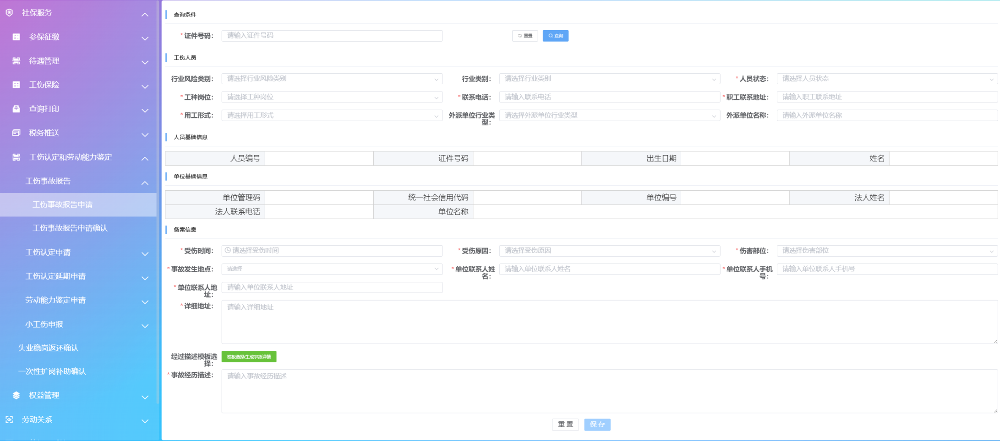 社保服务
参保征缴
待遇管理
工伤保险
查询打印
税务推送
工伤认定和劳动能力鉴定
工伤事故报告
工伤事故报告申请
工伤事故报告申请确认
工伤认定申请
工伤认定延期申请
劳动能力鉴定申请
小工伤申报
失业稳岗返还确认
一次性扩岗补助确认
权益管理
劳动关系
查询条件
*证件号码: 请输入证件号码 重置 查询
工伤人员
行业风险类别: 请选择行业风险类别 行业类别: 请选择行业类别 *人员状态: 请选择人员状态
*工种岗位: 请选择工种岗位 *联系电话: 请输入联系电话 *职工联系地址: 请输入职工联系地址
*用工形式: 请选择用工形式 外派单位行业类型: 请选择外派单位行业类型 外派单位名称: 请输入外派单位名称
人员基础信息
人员编号 证件号码 出生日期 姓名
单位基础信息
单位管理码 统一社会信用代码 单位编号 法人姓名
法人联系电话 单位名称
备案信息
*受伤时间: 请选择受伤时间 *受伤原因: 请选择受伤原因 *伤害部位: 请选择伤害部位
*事故发生地点: 请选择 *单位联系人姓名: 请输入单位联系人姓名 *单位联系人手机号: 请输入单位联系人手机号
*单位联系人地址: 请输入单位联系人地址
*详细地址: 请输入详细地址
经过描述模板选择: 模板选择/生成事故详情
*事故经历描述: 请输入事故经历描述
重置 保存